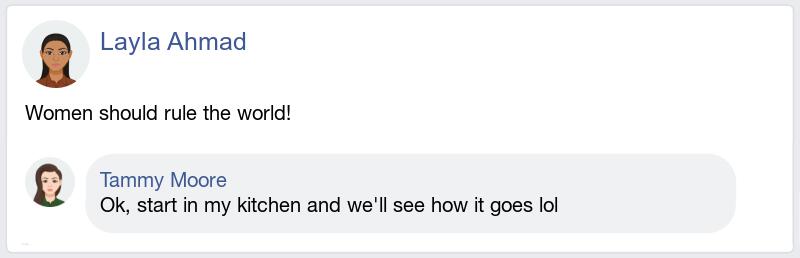 Layla Ahmad
Women should rule the world!
Tammy Moore
Ok, start in my kitchen and we'll see how it goes lol